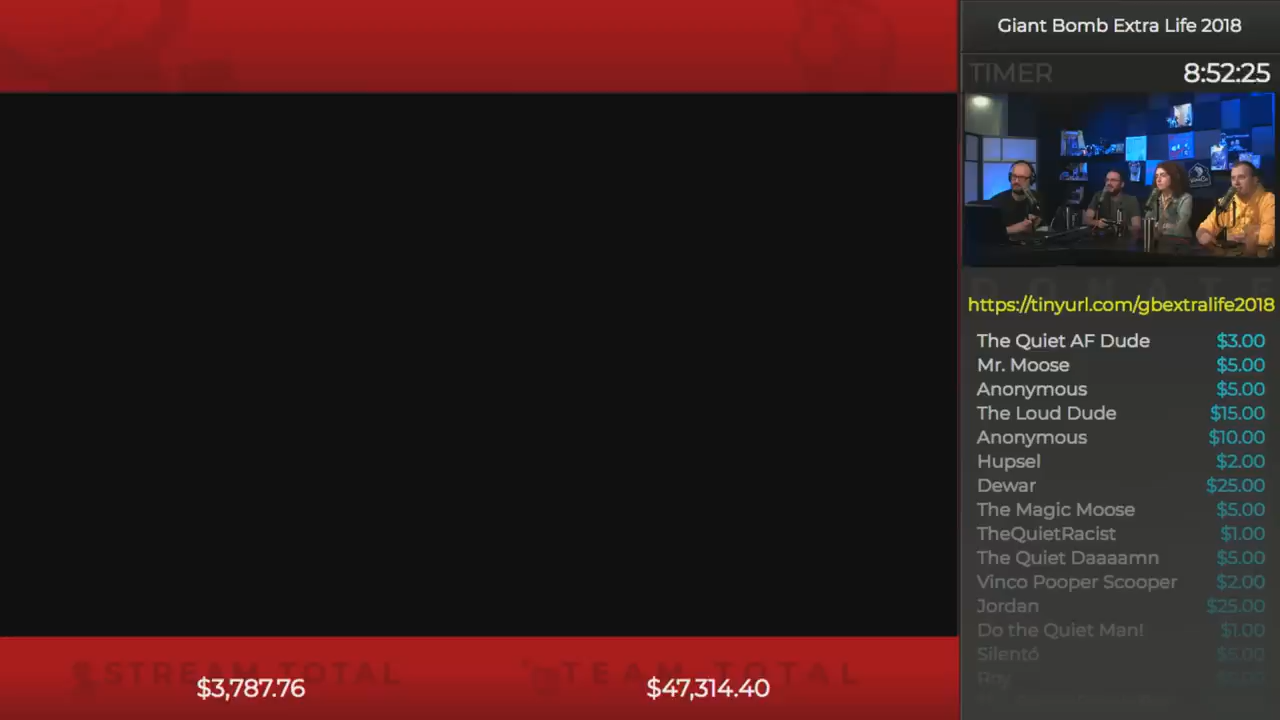 Giant Bomb Extra Life 2018
TIMER
8:52:25
DONATE
https://tinyurl.com/gbextralife2018
The Quiet AF Dude $3.00
Mr. Moose $5.00
Anonymous $5.00
The Loud Dude $15.00
Anonymous $10.00
Hupsel $2.00
Dewar $25.00
The Magic Moose $5.00
TheQuietRacist $1.00
The Quiet Daaaamn $5.00
Vinco Pooper Scooper $2.00
Jordan $25.00
Do the Quiet Man! $1.00
Silentó $5.00
Roy
STREAM TOTAL
$3,787.76
TEAM TOTAL
$47,314.40